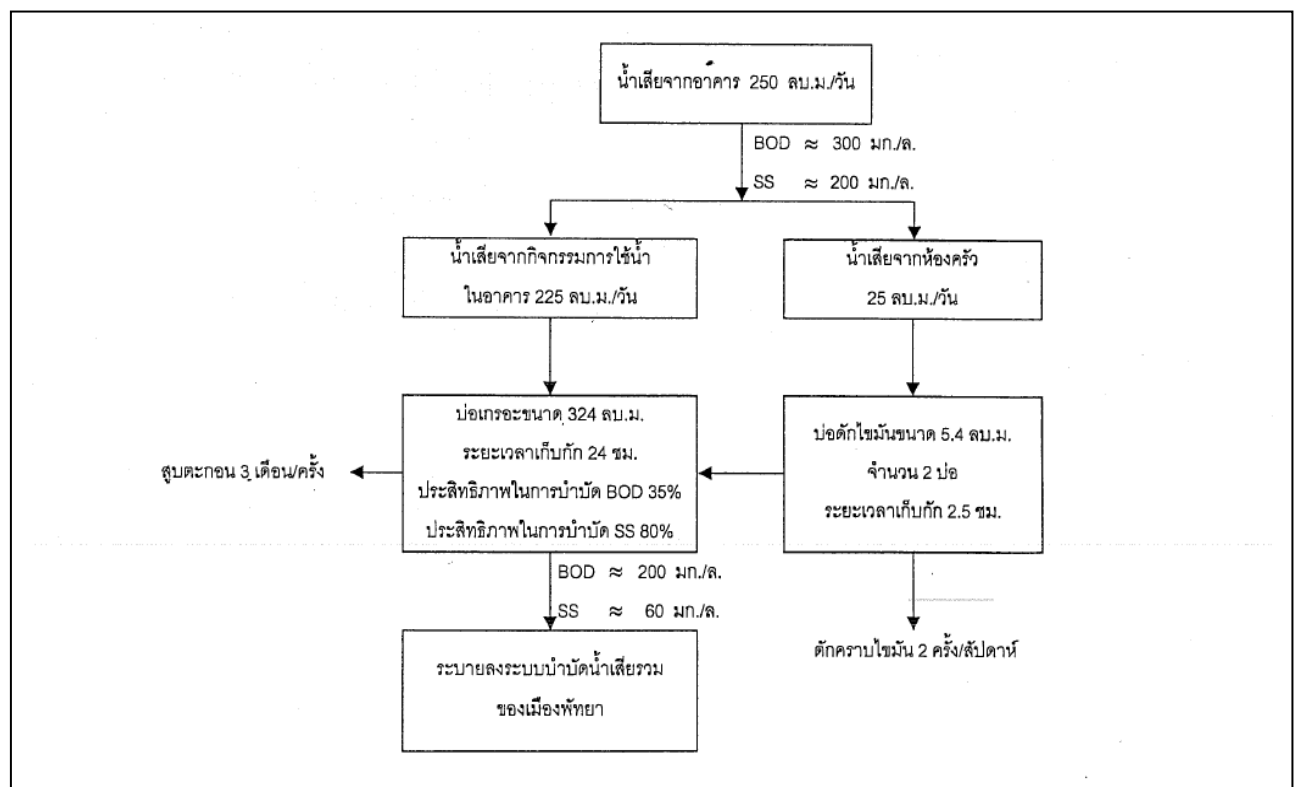 น้ำเสียจากอาคาร 250 ลบ.ม./วัน
BOD ≈ 300 มก./ล.
SS ≈ 200 มก./ล.
น้ำเสียจากกิจกรรมการใช้น้ำ
ในอาคาร 225 ลบ.ม./วัน
น้ำเสียจากห้องครัว
25 ลบ.ม./วัน
บ่อเกรอะขนาด 324 ลบ.ม.
ระยะเวลาเก็บกัก 24 ชม.
ประสิทธิภาพในการบำบัด BOD 35%
ประสิทธิภาพในการบำบัด SS 80%
บ่อดักไขมันขนาด 5.4 ลบ.ม.
จำนวน 2 บ่อ
ระยะเวลาเก็บกัก 2.5 ชม.
สูบตะกอน 3 เดือน/ครั้ง
BOD ≈ 200 มก./ล.
SS ≈ 60 มก./ล.
ตักคราบไขมัน 2 ครั้ง/สัปดาห์
ระบายลงระบบบำบัดน้ำเสียรวม
ของเมืองพัทยา